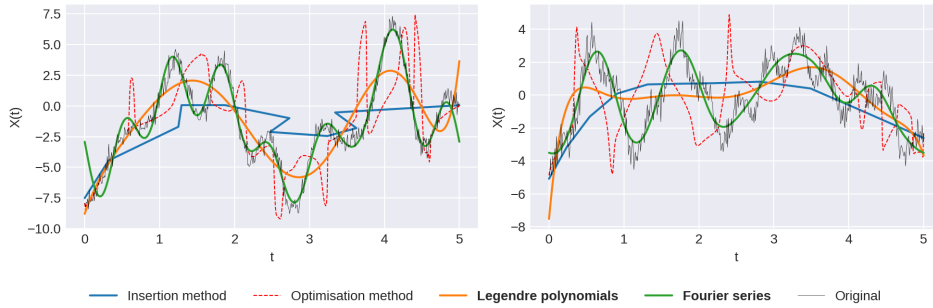 7.5
5.0
2.5
0.0
−2.5
−5.0
−7.5
−10.0
X(t)
0 1 2 3 4 5
t
4
2
0
−2
−4
−6
−8
X(t)
0 1 2 3 4 5
t
Insertion method Optimisation method Legendre polynomials Fourier series Original